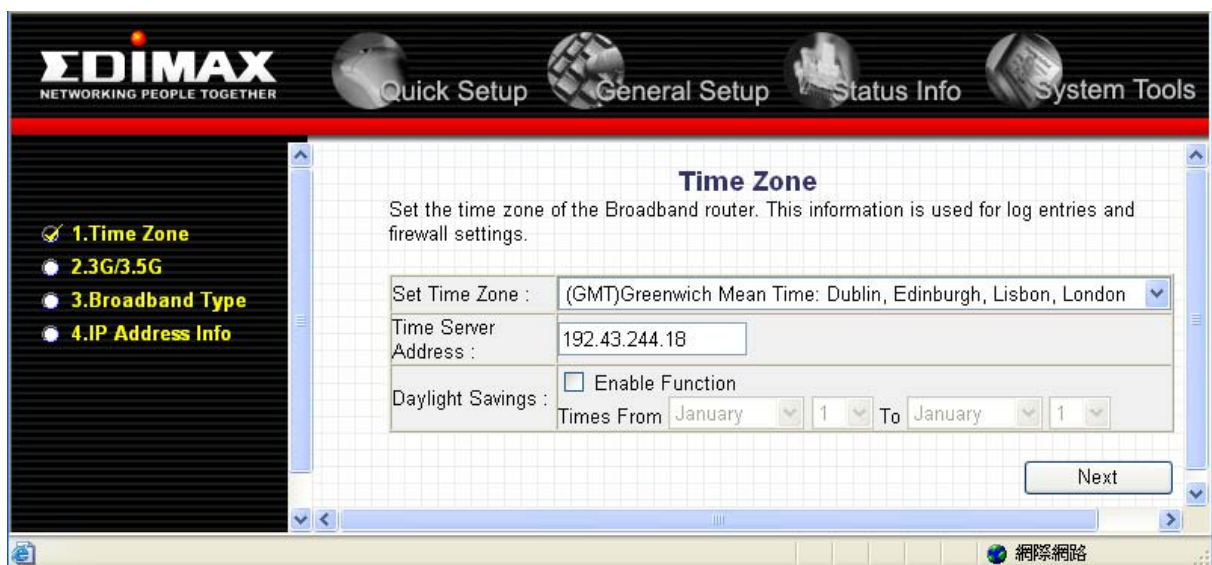 EDIMAX
NETWORKING PEOPLE TOGETHER
Quick Setup
General Setup
Status Info
System Tools
1.Time Zone
2.3G/3.5G
3.Broadband Type
4.IP Address Info
Time Zone
Set the time zone of the Broadband router. This information is used for log entries and
firewall settings.
Set Time Zone : (GMT)Greenwich Mean Time: Dublin, Edinburgh, Lisbon, London
Time Server
Address :
192.43.244.18
Daylight Savings :
Enable Function
Times From January 1 To January 1
Next
網際網路